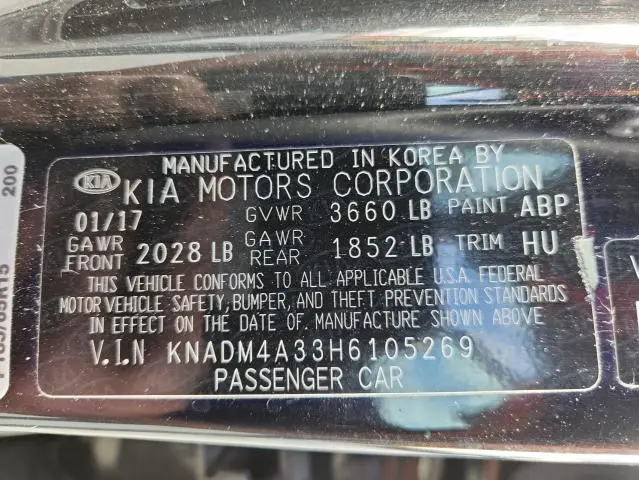 MANUFACTURED IN KOREA BY
KIA KIA MOTORS CORPORATION
01/17 GVWR 3660 LB PAINT ABP
GAWR FRONT 2028 LB GAWR REAR 1852 LB TRIM HU
THIS VEHICLE CONFORMS TO ALL APPLICABLE U.S.A. FEDERAL
MOTOR VEHICLE SAFETY, BUMPER, AND THEFT PREVENTION STANDARDS
IN EFFECT ON THE DATE OF MANUFACTURE SHOWN ABOVE.
V.I.N KNADM4A33H6105269
PASSENGER CAR
200